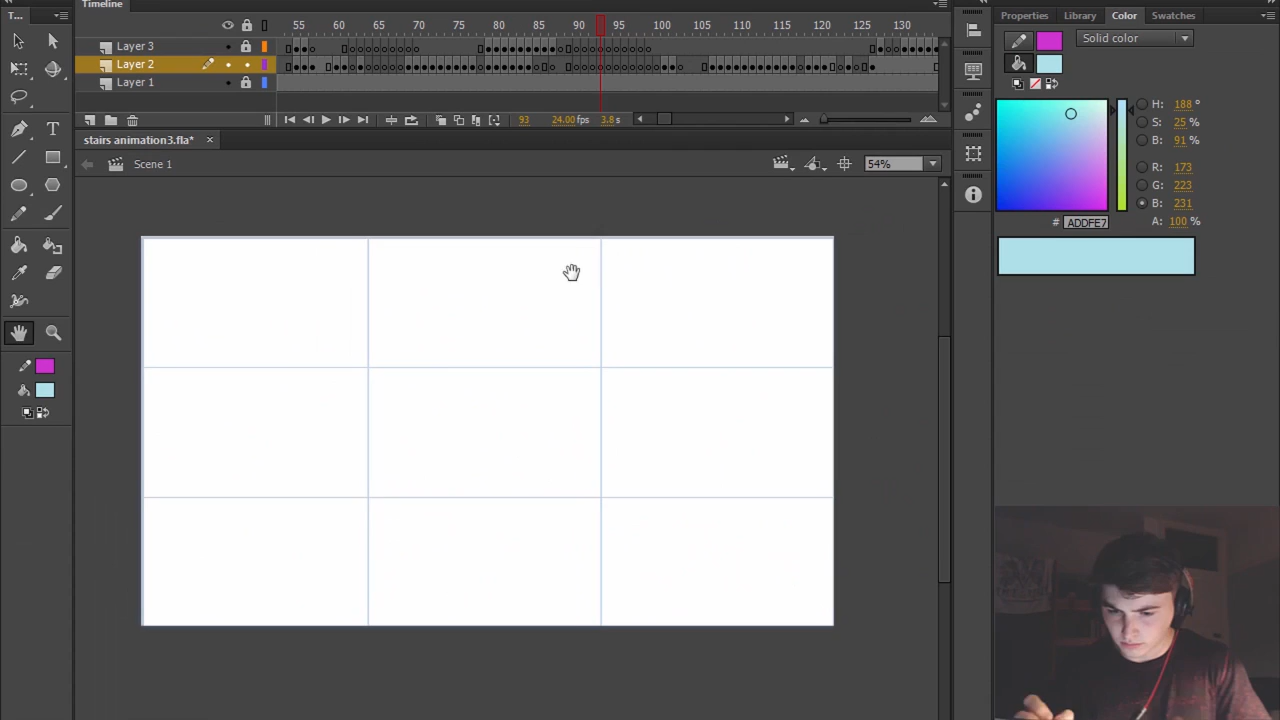 Timeline
T...
55 60 65 70 75 80 85 90 95 100 105 110 115 120 125 130
Layer 3
Layer 2
Layer 1
93 24.00 fps 3.8 s
stairs animation3.fla* ×
Scene 1
54%
Properties Library Color Swatches
Solid color
H: 188 °
S: 25 %
B: 91 %
R: 173
G: 223
B: 231
# ADDFE7 A: 100 %